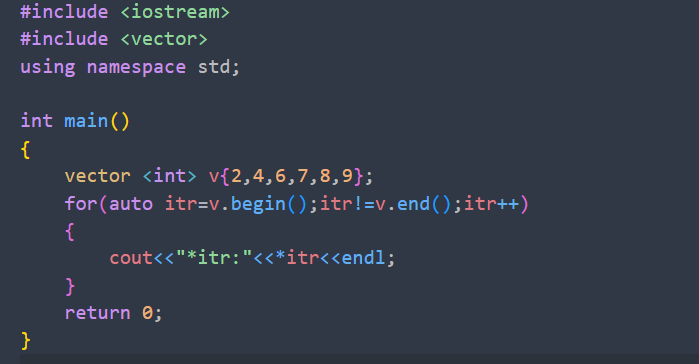 #include <iostream>
#include <vector>
using namespace std;
int main()
{
vector <int> v{2,4,6,7,8,9};
for(auto itr=v.begin();itr!=v.end();itr++)
{
cout<<"*itr:"<<*itr<<endl;
}
return 0;
}